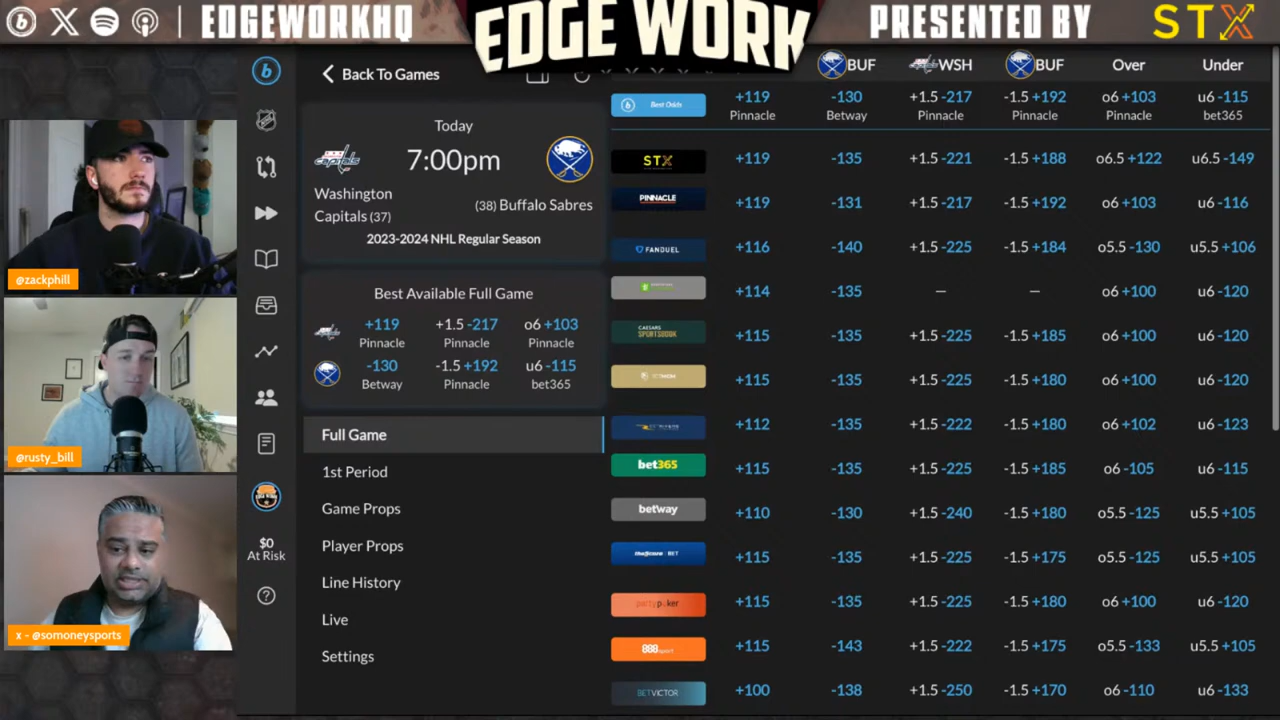 EDGEWORKHQ
EDGE WORK
PRESENTED BY
STX
@zackphill
@rusty_bill
x - @somoneysports
b
$0
At Risk
Back To Games
Today
7:00pm
Washington
Capitals (37)
(38) Buffalo Sabres
2023-2024 NHL Regular Season
Best Available Full Game
+119 +1.5 -217 o6 +103
Pinnacle Pinnacle Pinnacle
-130 -1.5 +192 u6 -115
Betway Pinnacle bet365
Full Game
1st Period
Game Props
Player Props
Line History
Live
Settings
BUF WSH BUF Over Under
Best Odds +119 -130 +1.5 -217 -1.5 +192 o6 +103 u6 -115
Pinnacle Betway Pinnacle Pinnacle Pinnacle bet365
STX +119 -135 +1.5 -221 -1.5 +188 o6.5 +122 u6.5 -149
PINNACLE +119 -131 +1.5 -217 -1.5 +192 o6 +103 u6 -116
FANDUEL +116 -140 +1.5 -225 -1.5 +184 o5.5 -130 u5.5 +106
+114 -135 — — o6 +100 u6 -120
CAESARS
SPORTSBOOK +115 -135 +1.5 -225 -1.5 +185 o6 +100 u6 -120
+115 -135 +1.5 -225 -1.5 +180 o6 +100 u6 -120
+112 -135 +1.5 -222 -1.5 +180 o6 +102 u6 -123
bet365 +115 -135 +1.5 -225 -1.5 +185 o6 -105 u6 -115
betway +110 -130 +1.5 -240 -1.5 +180 o5.5 -125 u5.5 +105
theScore BET +115 -135 +1.5 -225 -1.5 +175 o5.5 -125 u5.5 +105
partypoker +115 -135 +1.5 -225 -1.5 +180 o6 +100 u6 -120
888sport +115 -143 +1.5 -222 -1.5 +175 o5.5 -133 u5.5 +105
BETVICTOR +100 -138 +1.5 -250 -1.5 +170 o6 -110 u6 -133